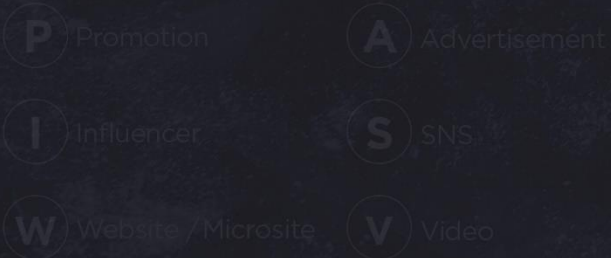 P Promotion
A Advertisement
I Influencer
S SNS
W Website / Microsite
V Video